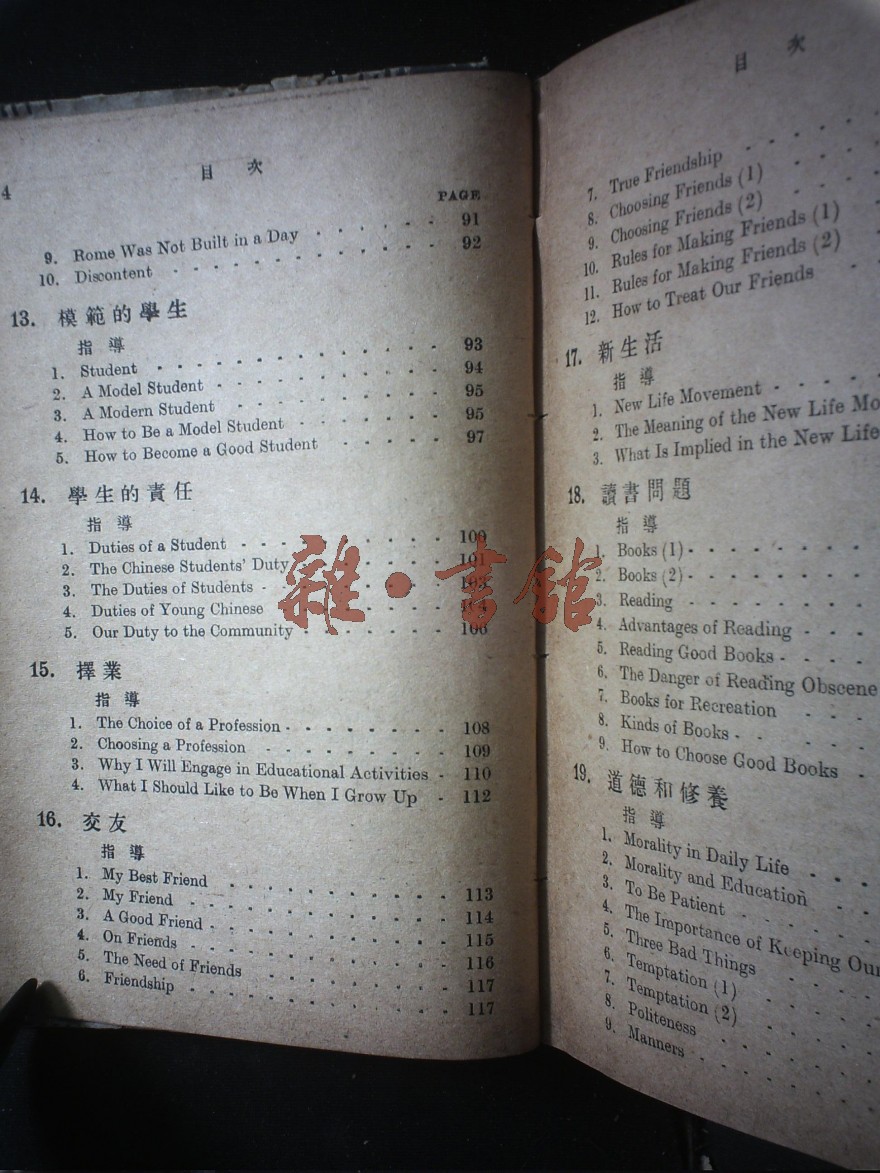 4
目 次
PAGE
9. Rome Was Not Built in a Day 91
10. Discontent 92
13. 模範的學生
指 導 93
1. Student 94
2. A Model Student 95
3. A Modern Student 95
4. How to Be a Model Student 97
5. How to Become a Good Student
14. 學生的責任
指 導 100
1. Duties of a Student 101
2. The Chinese Students' Duty 103
3. The Duties of Students 104
4. Duties of Young Chinese 106
5. Our Duty to the Community
15. 擇業
指 導
1. The Choice of a Profession 108
2. Choosing a Profession 109
3. Why I Will Engage in Educational Activities 110
4. What I Should Like to Be When I Grow Up 112
16. 交友
指 導
1. My Best Friend 113
2. My Friend 114
3. A Good Friend 115
4. On Friends 116
5. The Need of Friends 117
6. Friendship 117
目 次
7. True Friendship
8. Choosing Friends (1)
9. Choosing Friends (2)
10. Rules for Making Friends (1)
11. Rules for Making Friends (2)
12. How to Treat Our Friends
17. 新生活
指 導
1. New Life Movement
2. The Meaning of the New Life Mo
3. What Is Implied in the New Life
18. 讀書問題
指 導
1. Books (1)
2. Books (2)
3. Reading
4. Advantages of Reading
5. Reading Good Books
6. The Danger of Reading Obscene
7. Books for Recreation
8. Kinds of Books
9. How to Choose Good Books
19. 道德和修養
指 導
1. Morality in Daily Life
2. Morality and Education
3. To Be Patient
4. The Importance of Keeping Our
5. Three Bad Things
6. Temptation (1)
7. Temptation (2)
8. Politeness
9. Manners
雜·書館